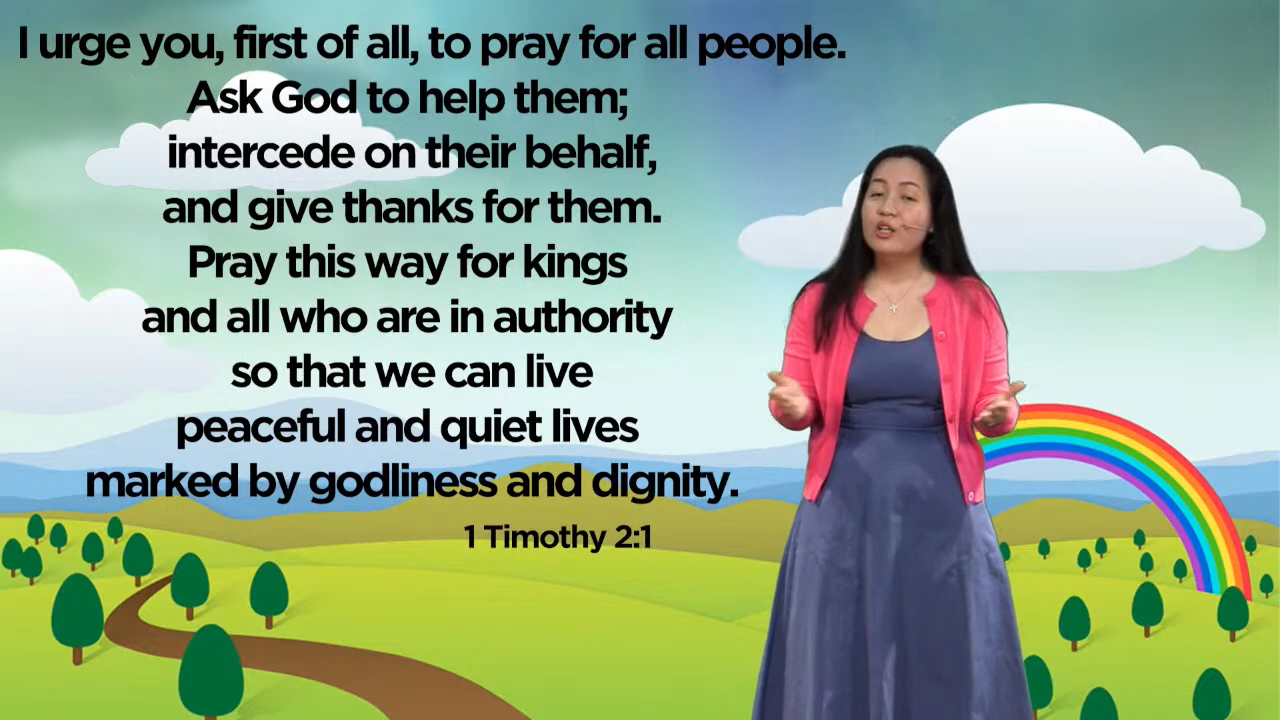 I urge you, first of all, to pray for all people.
Ask God to help them;
intercede on their behalf,
and give thanks for them.
Pray this way for kings
and all who are in authority
so that we can live
peaceful and quiet lives
marked by godliness and dignity.
1 Timothy 2:1